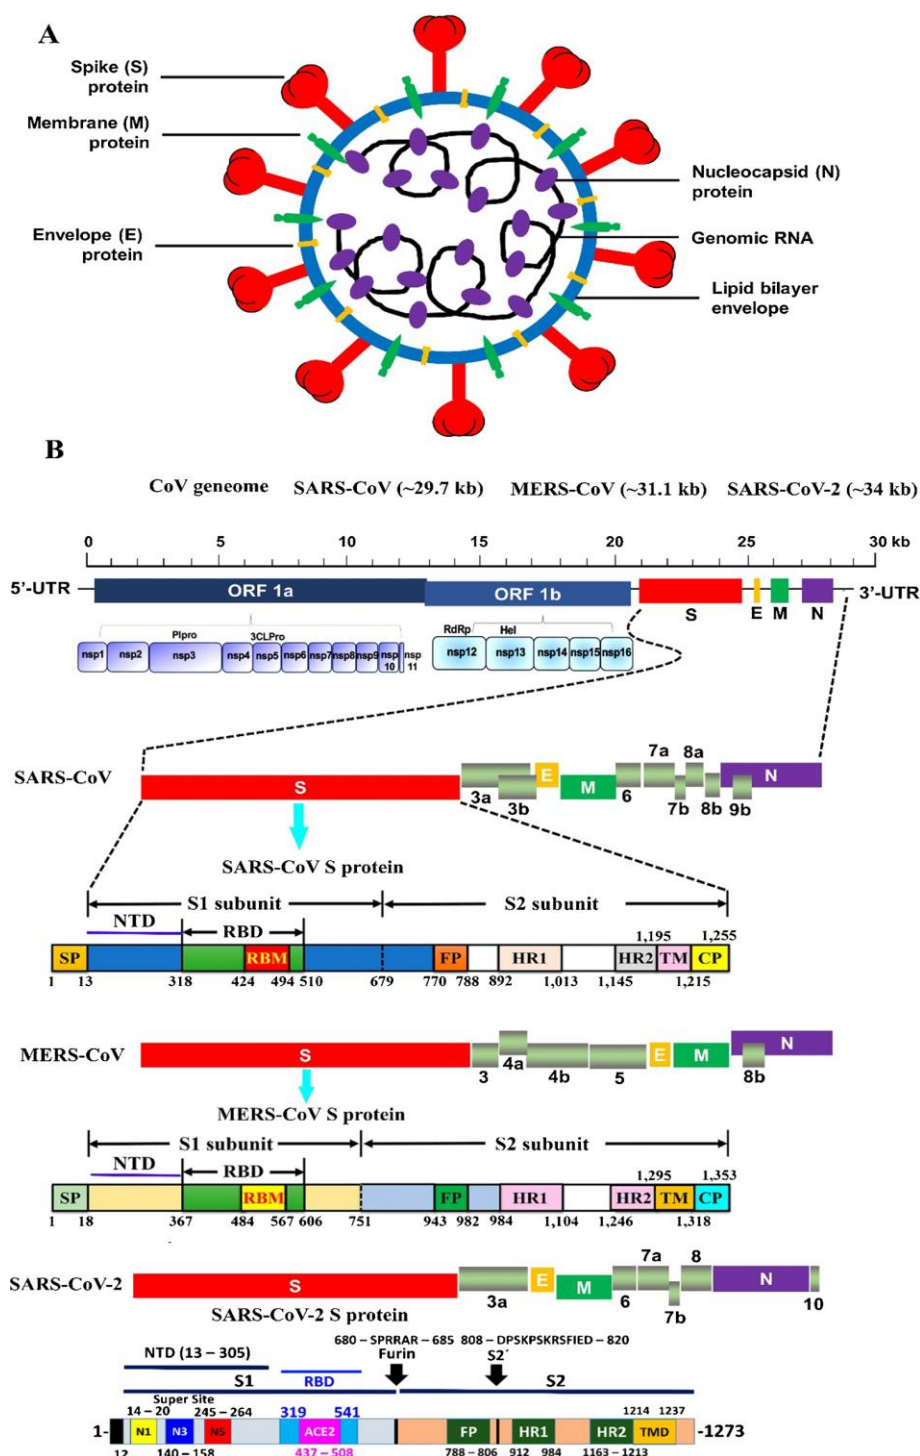 A
Spike (S)
protein
Membrane (M)
protein
Envelope (E)
protein
Nucleocapsid (N)
protein
Genomic RNA
Lipid bilayer
envelope
B
CoV geneome SARS-CoV (~29.7 kb) MERS-CoV (~31.1 kb) SARS-CoV-2 (~34 kb)
0 5 10 15 20 25 30 kb
5'-UTR ORF 1a ORF 1b S E M N 3'-UTR
Plpro 3CLPro RdRp Hel
nsp1 nsp2 nsp3 nsp4 nsp5 nsp6 nsp7 nsp8 nsp9 nsp 10 nsp 11 nsp12 nsp13 nsp14 nsp15 nsp16
7a 8a
SARS-CoV S E M N
3a 3b 6 7b 8b 9b
SARS-CoV S protein
S1 subunit S2 subunit
NTD RBD 1,195 1,255
SP RBM FP HR1 HR2 TM CP
1 13 318 424 494 510 679 770 788 892 1,013 1,145 1,215
MERS-CoV S 4a E M N
3 4b 5 8b
MERS-CoV S protein
S1 subunit S2 subunit
NTD RBD 1,295 1,353
SP RBM FP HR1 HR2 TM CP
1 18 367 484 567 606 751 943 982 984 1,104 1,246 1,318
7a 8
SARS-CoV-2 S E M N
3a 6 7b 10
SARS-CoV-2 S protein
680 – SPRRAR – 685 808 – DPSKPSKRSFIED – 820
NTD (13 – 305) Furin S2´
S1 RBD S2
Super Site
14 – 20 245 – 264 319 541 1214 1237
1- N1 N3 N5 ACE2 FP HR1 HR2 TMD -1273
12 140 – 158 437 – 508 788 – 806 912 984 1163 – 1213